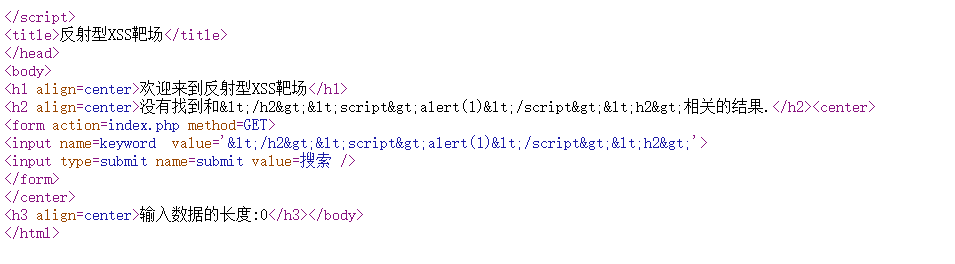 </script>
<title>反射型XSS靶场</title>
</head>
<body>
<h1 align=center>欢迎来到反射型XSS靶场</h1>
<h2 align=center>没有找到和&lt;/h2&gt;&lt;script&gt;alert(1)&lt;/script&gt;&lt;h2&gt;相关的结果.</h2><center>
<form action=index.php method=GET>
<input name=keyword  value='&lt;/h2&gt;&lt;script&gt;alert(1)&lt;/script&gt;&lt;h2&gt;'>
<input type=submit name=submit value=搜索 />
</form>
</center>
<h3 align=center>输入数据的长度:0</h3></body>
</html>